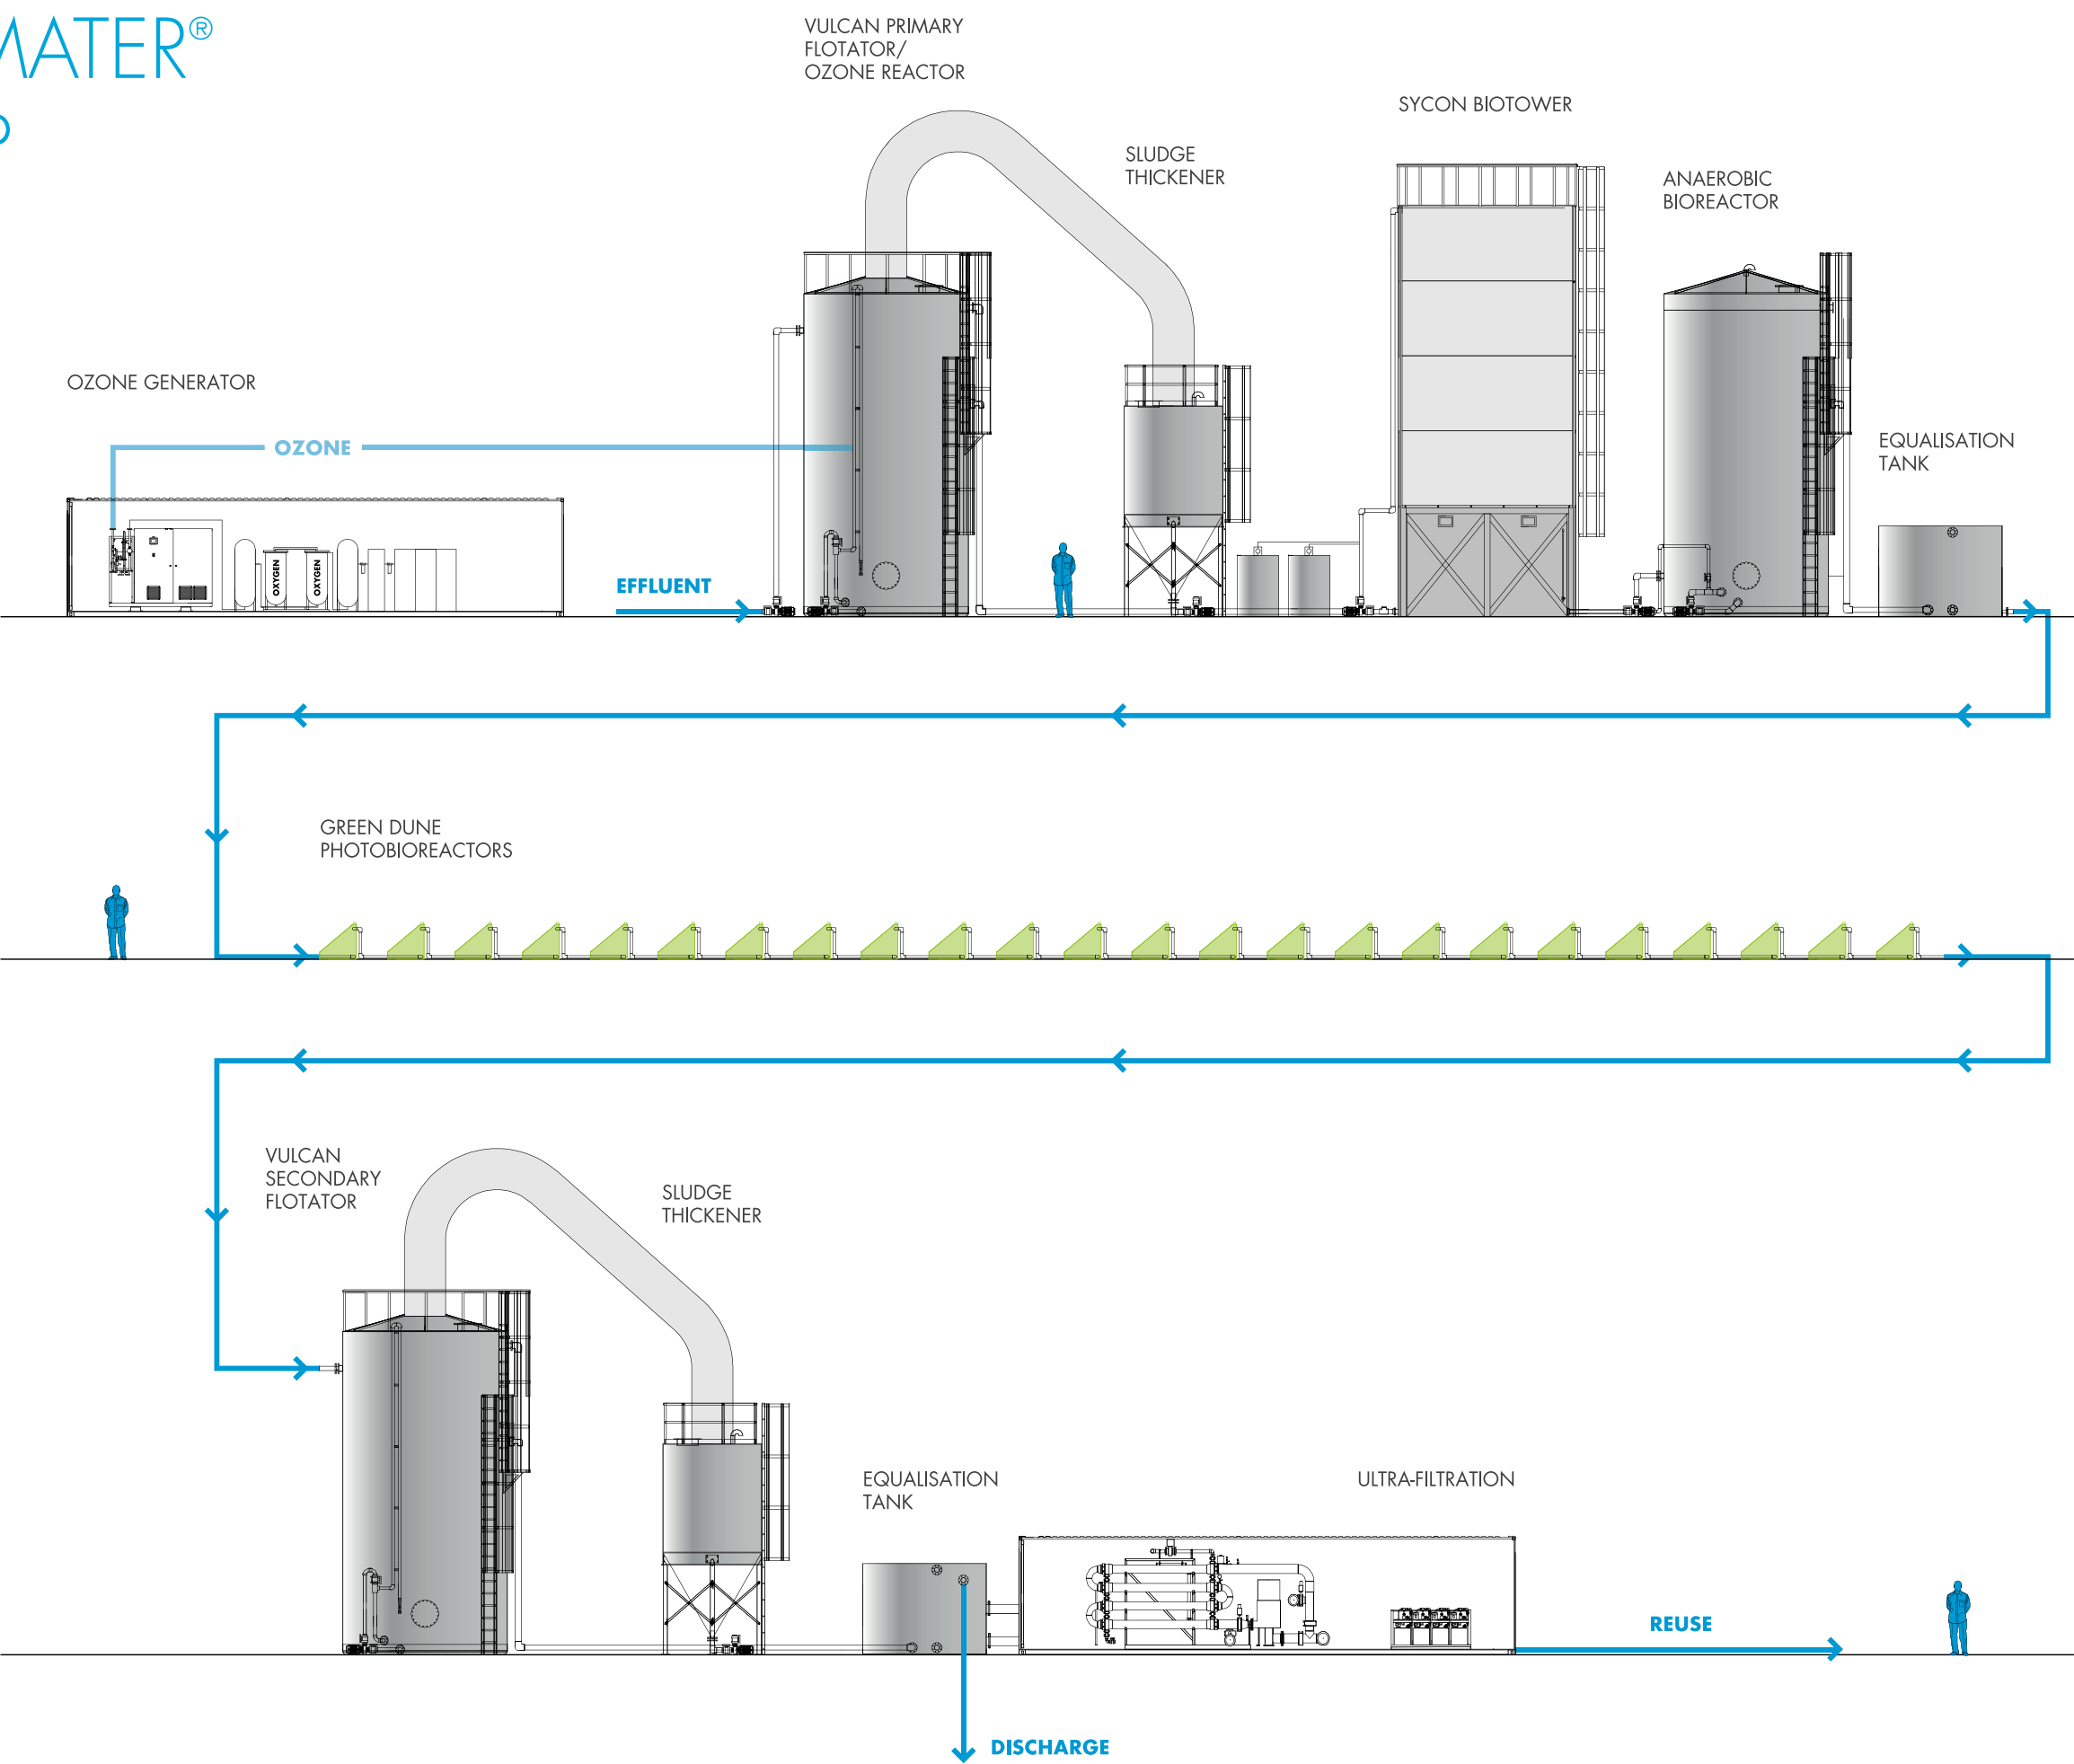 MATER®
VULCAN PRIMARY
FLOTATOR/
OZONE REACTOR
SYCON BIOTOWER
SLUDGE
THICKENER
ANAEROBIC
BIOREACTOR
OZONE GENERATOR
OZONE
EQUALISATION
TANK
OXYGEN
OXYGEN
EFFLUENT
GREEN DUNE
PHOTOBIOREACTORS
VULCAN
SECONDARY
FLOTATOR
SLUDGE
THICKENER
EQUALISATION
TANK
ULTRA-FILTRATION
REUSE
DISCHARGE